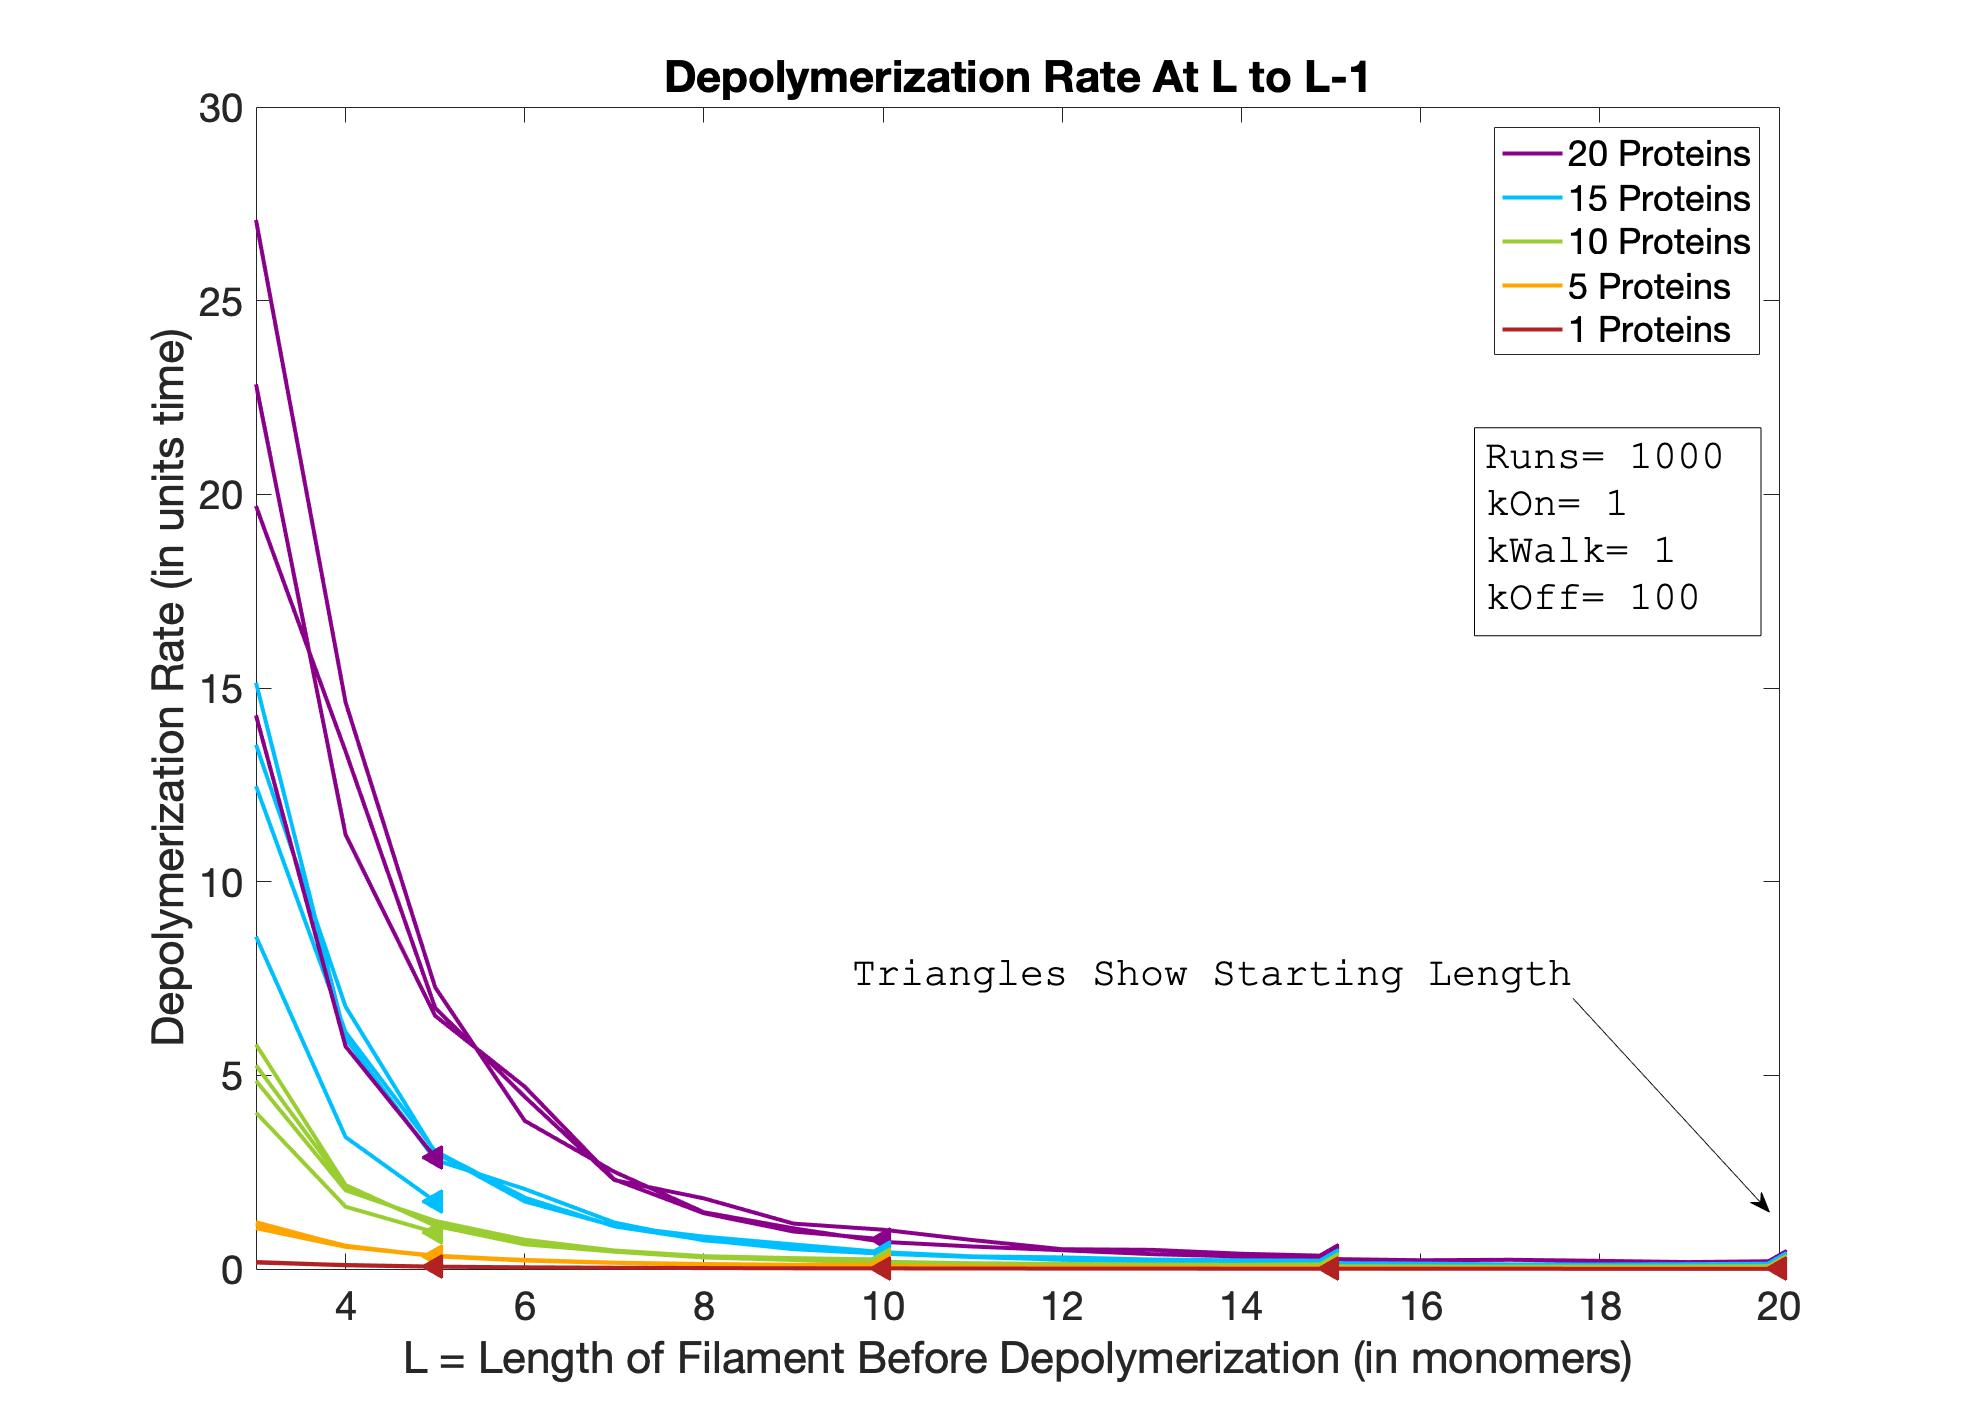 Depolymerization Rate At L to L-1
30
25
20
15
10
5
0
Depolymerization Rate (in units time)
20 Proteins
15 Proteins
10 Proteins
5 Proteins
1 Proteins
Runs= 1000
kOn= 1
kWalk= 1
kOff= 100
Triangles Show Starting Length
4 6 8 10 12 14 16 18 20
L = Length of Filament Before Depolymerization (in monomers)